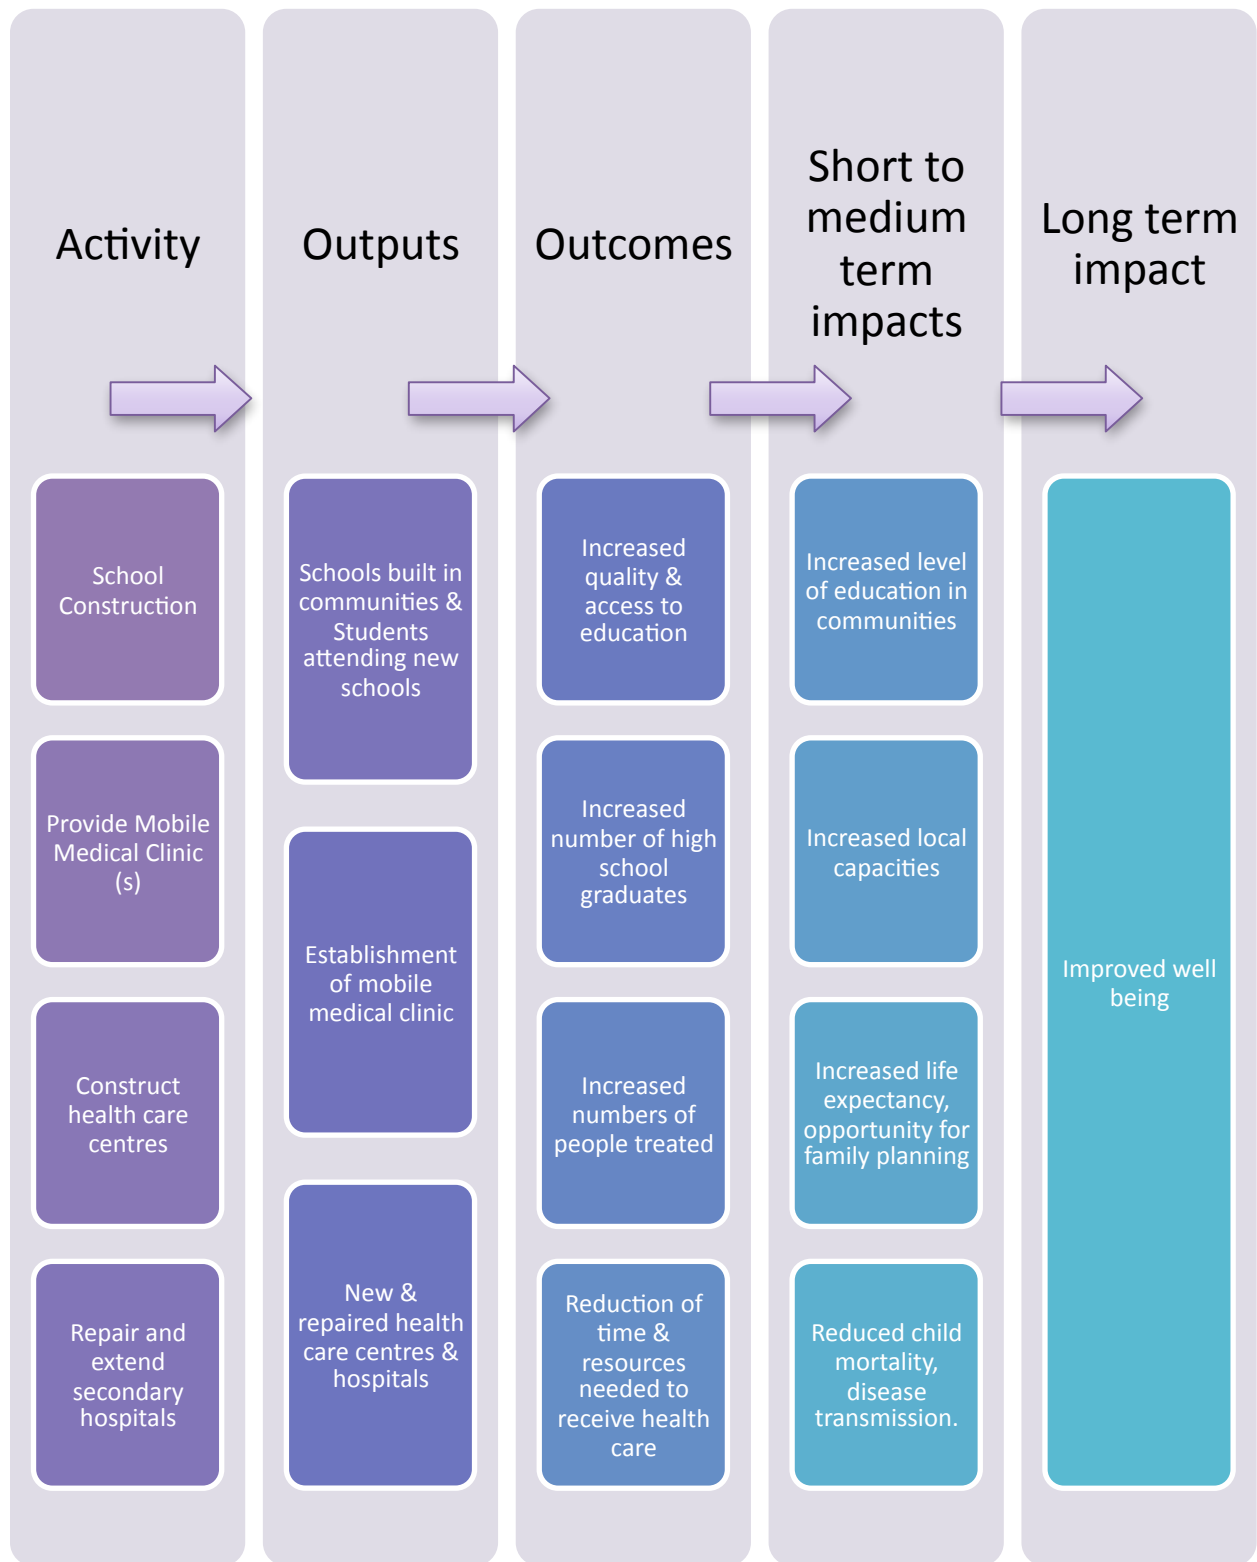 Activity
Outputs
Outcomes
Short to
medium
term
impacts
Long term
impact
School
Construction
Provide Mobile
Medical Clinic
(s)
Construct
health care
centres
Repair and
extend
secondary
hospitals
Schools built in
communities &
Students
attending new
schools
Establishment
of mobile
medical clinic
New &
repaired health
care centres &
hospitals
Increased
quality &
access to
education
Increased
number of high
school
graduates
Increased
numbers of
people treated
Reduction of
time &
resources
needed to
receive health
care
Increased level
of education in
communities
Increased local
capacities
Increased life
expectancy,
opportunity for
family planning
Reduced child
mortality,
disease
transmission.
Improved well
being